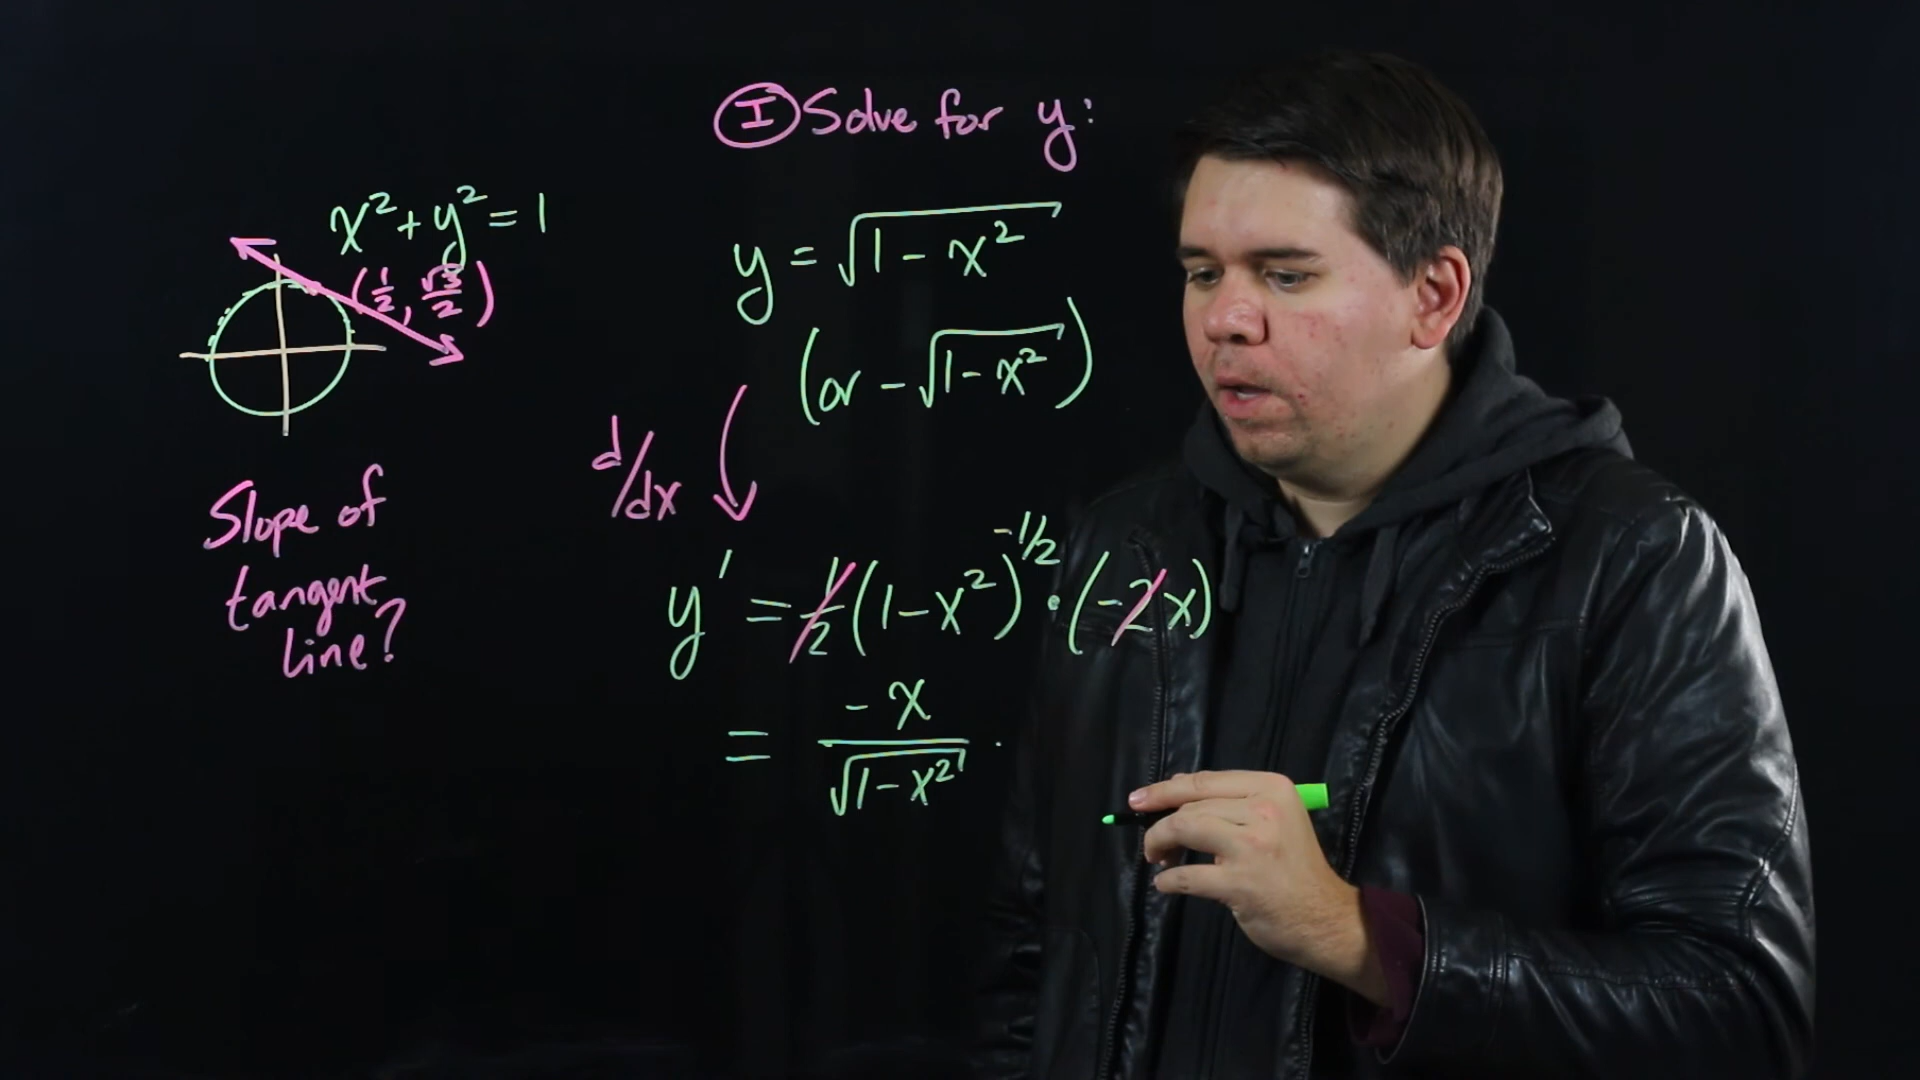 x² + y² = 1
(1/2, √3/2)
Slope of
tangent
line?
Ⓘ Solve for y:
y = √(1 - x²)
(or - √(1 - x²))
d/dx
y' = 1/2 (1 - x²)^(-1/2) · (-2x)
= -x / √(1 - x²)